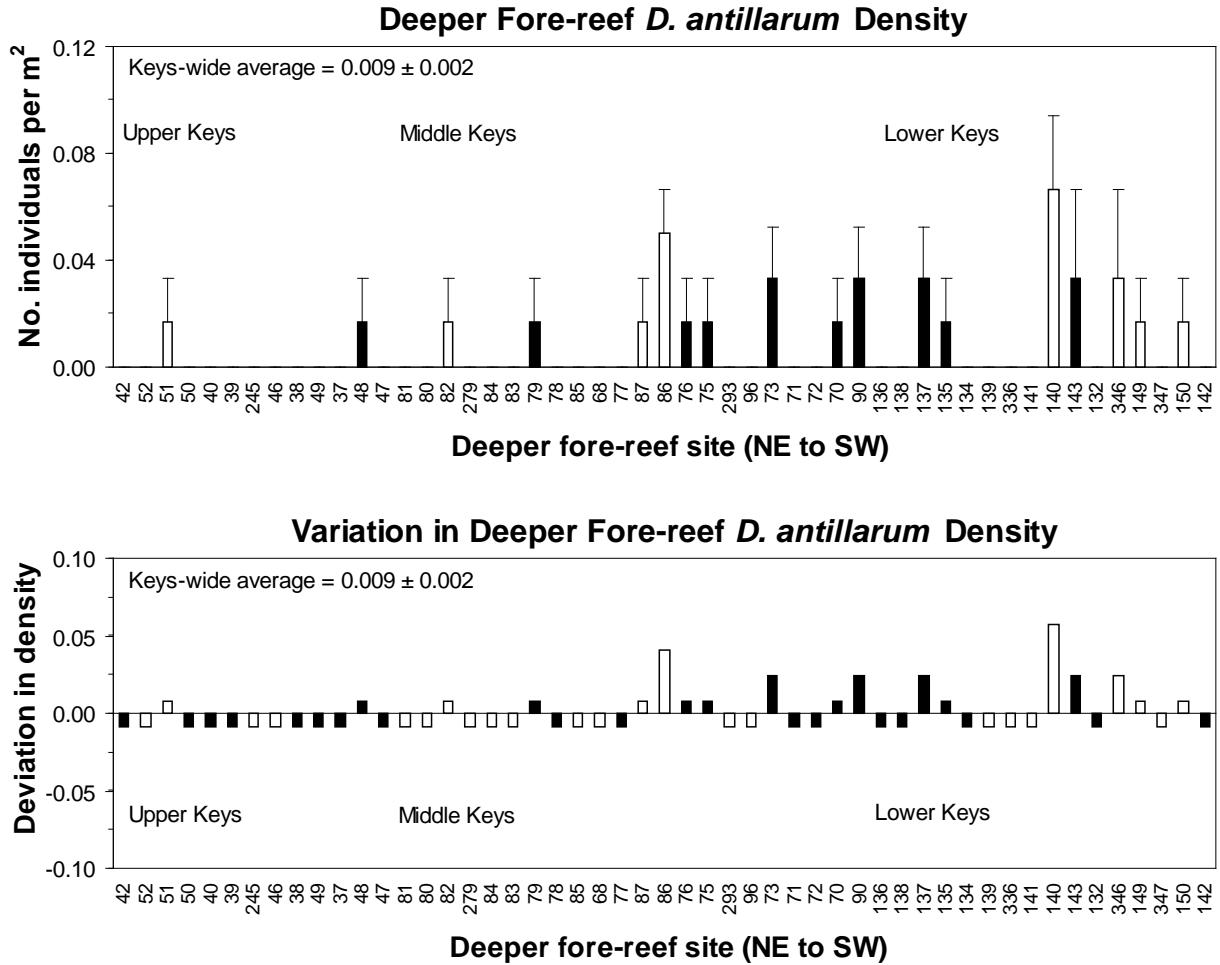 Deeper Fore-reef D. antillarum Density
No. individuals per m²
0.12
0.08
0.04
0.00
Keys-wide average = 0.009 ± 0.002
Upper Keys
Middle Keys
Lower Keys
42 52 51 50 40 39 245 46 38 49 37 48 47 81 80 82 279 84 83 79 78 85 68 77 87 86 76 75 293 96 73 71 72 70 90 136 138 137 135 134 139 336 141 140 143 132 346 149 347 150 142
Deeper fore-reef site (NE to SW)
Variation in Deeper Fore-reef D. antillarum Density
Deviation in density
0.10
0.05
0.00
-0.05
-0.10
Keys-wide average = 0.009 ± 0.002
Upper Keys
Middle Keys
Lower Keys
42 52 51 50 40 39 245 46 38 49 37 48 47 81 80 82 279 84 83 79 78 85 68 77 87 86 76 75 293 96 73 71 72 70 90 136 138 137 135 134 139 336 141 140 143 132 346 149 347 150 142
Deeper fore-reef site (NE to SW)